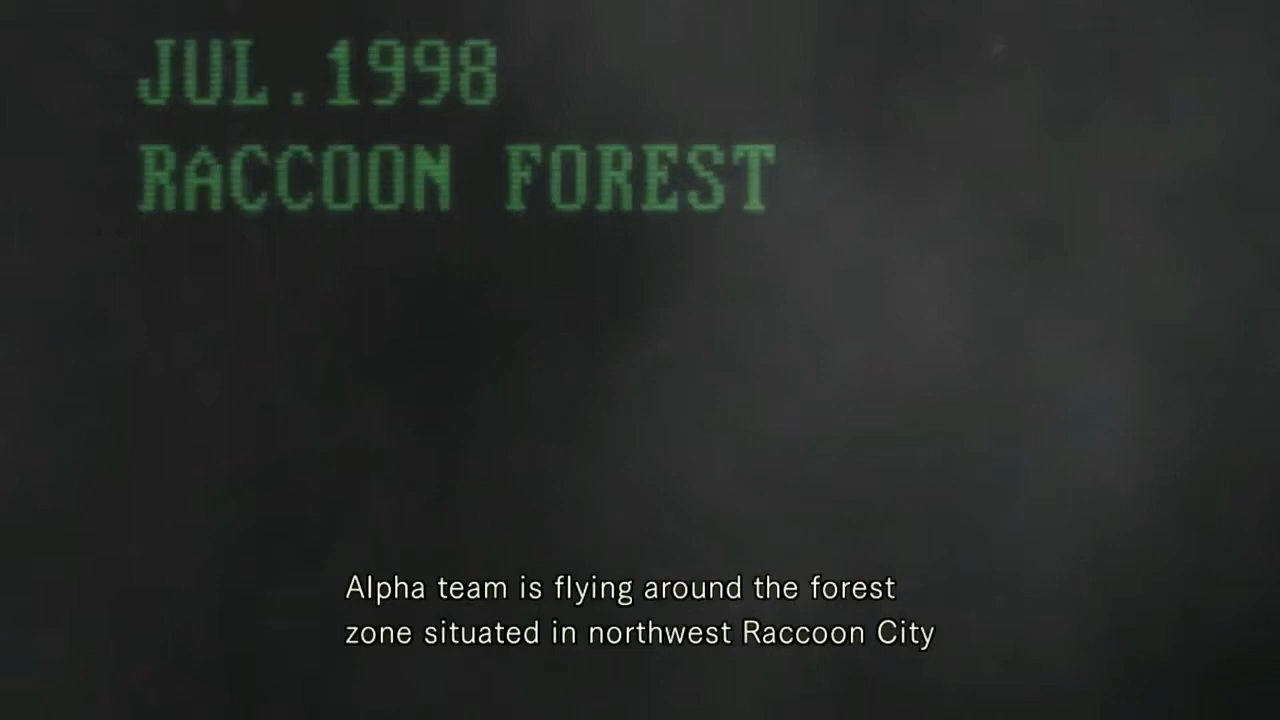 JUL.1998
RACCOON FOREST
Alpha team is flying around the forest
zone situated in northwest Raccoon City